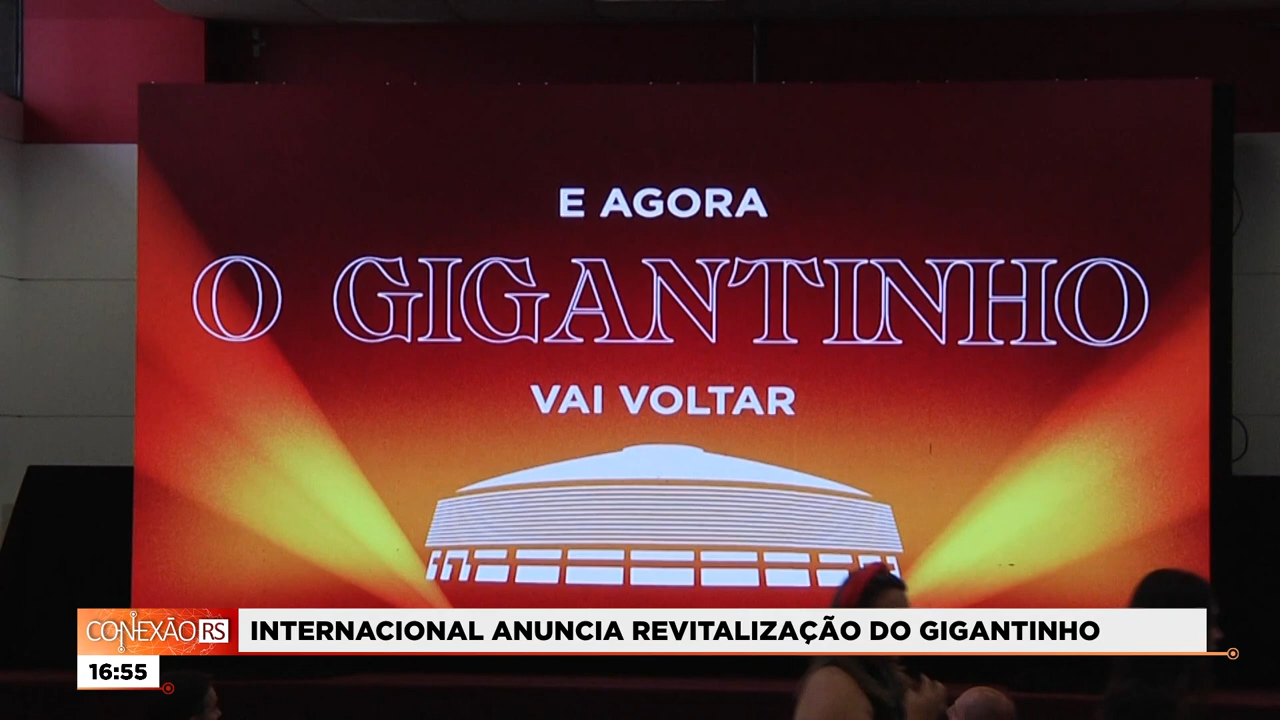 E AGORA
O GIGANTINHO
VAI VOLTAR
CONEXÃO RS
INTERNACIONAL ANUNCIA REVITALIZAÇÃO DO GIGANTINHO
16:55